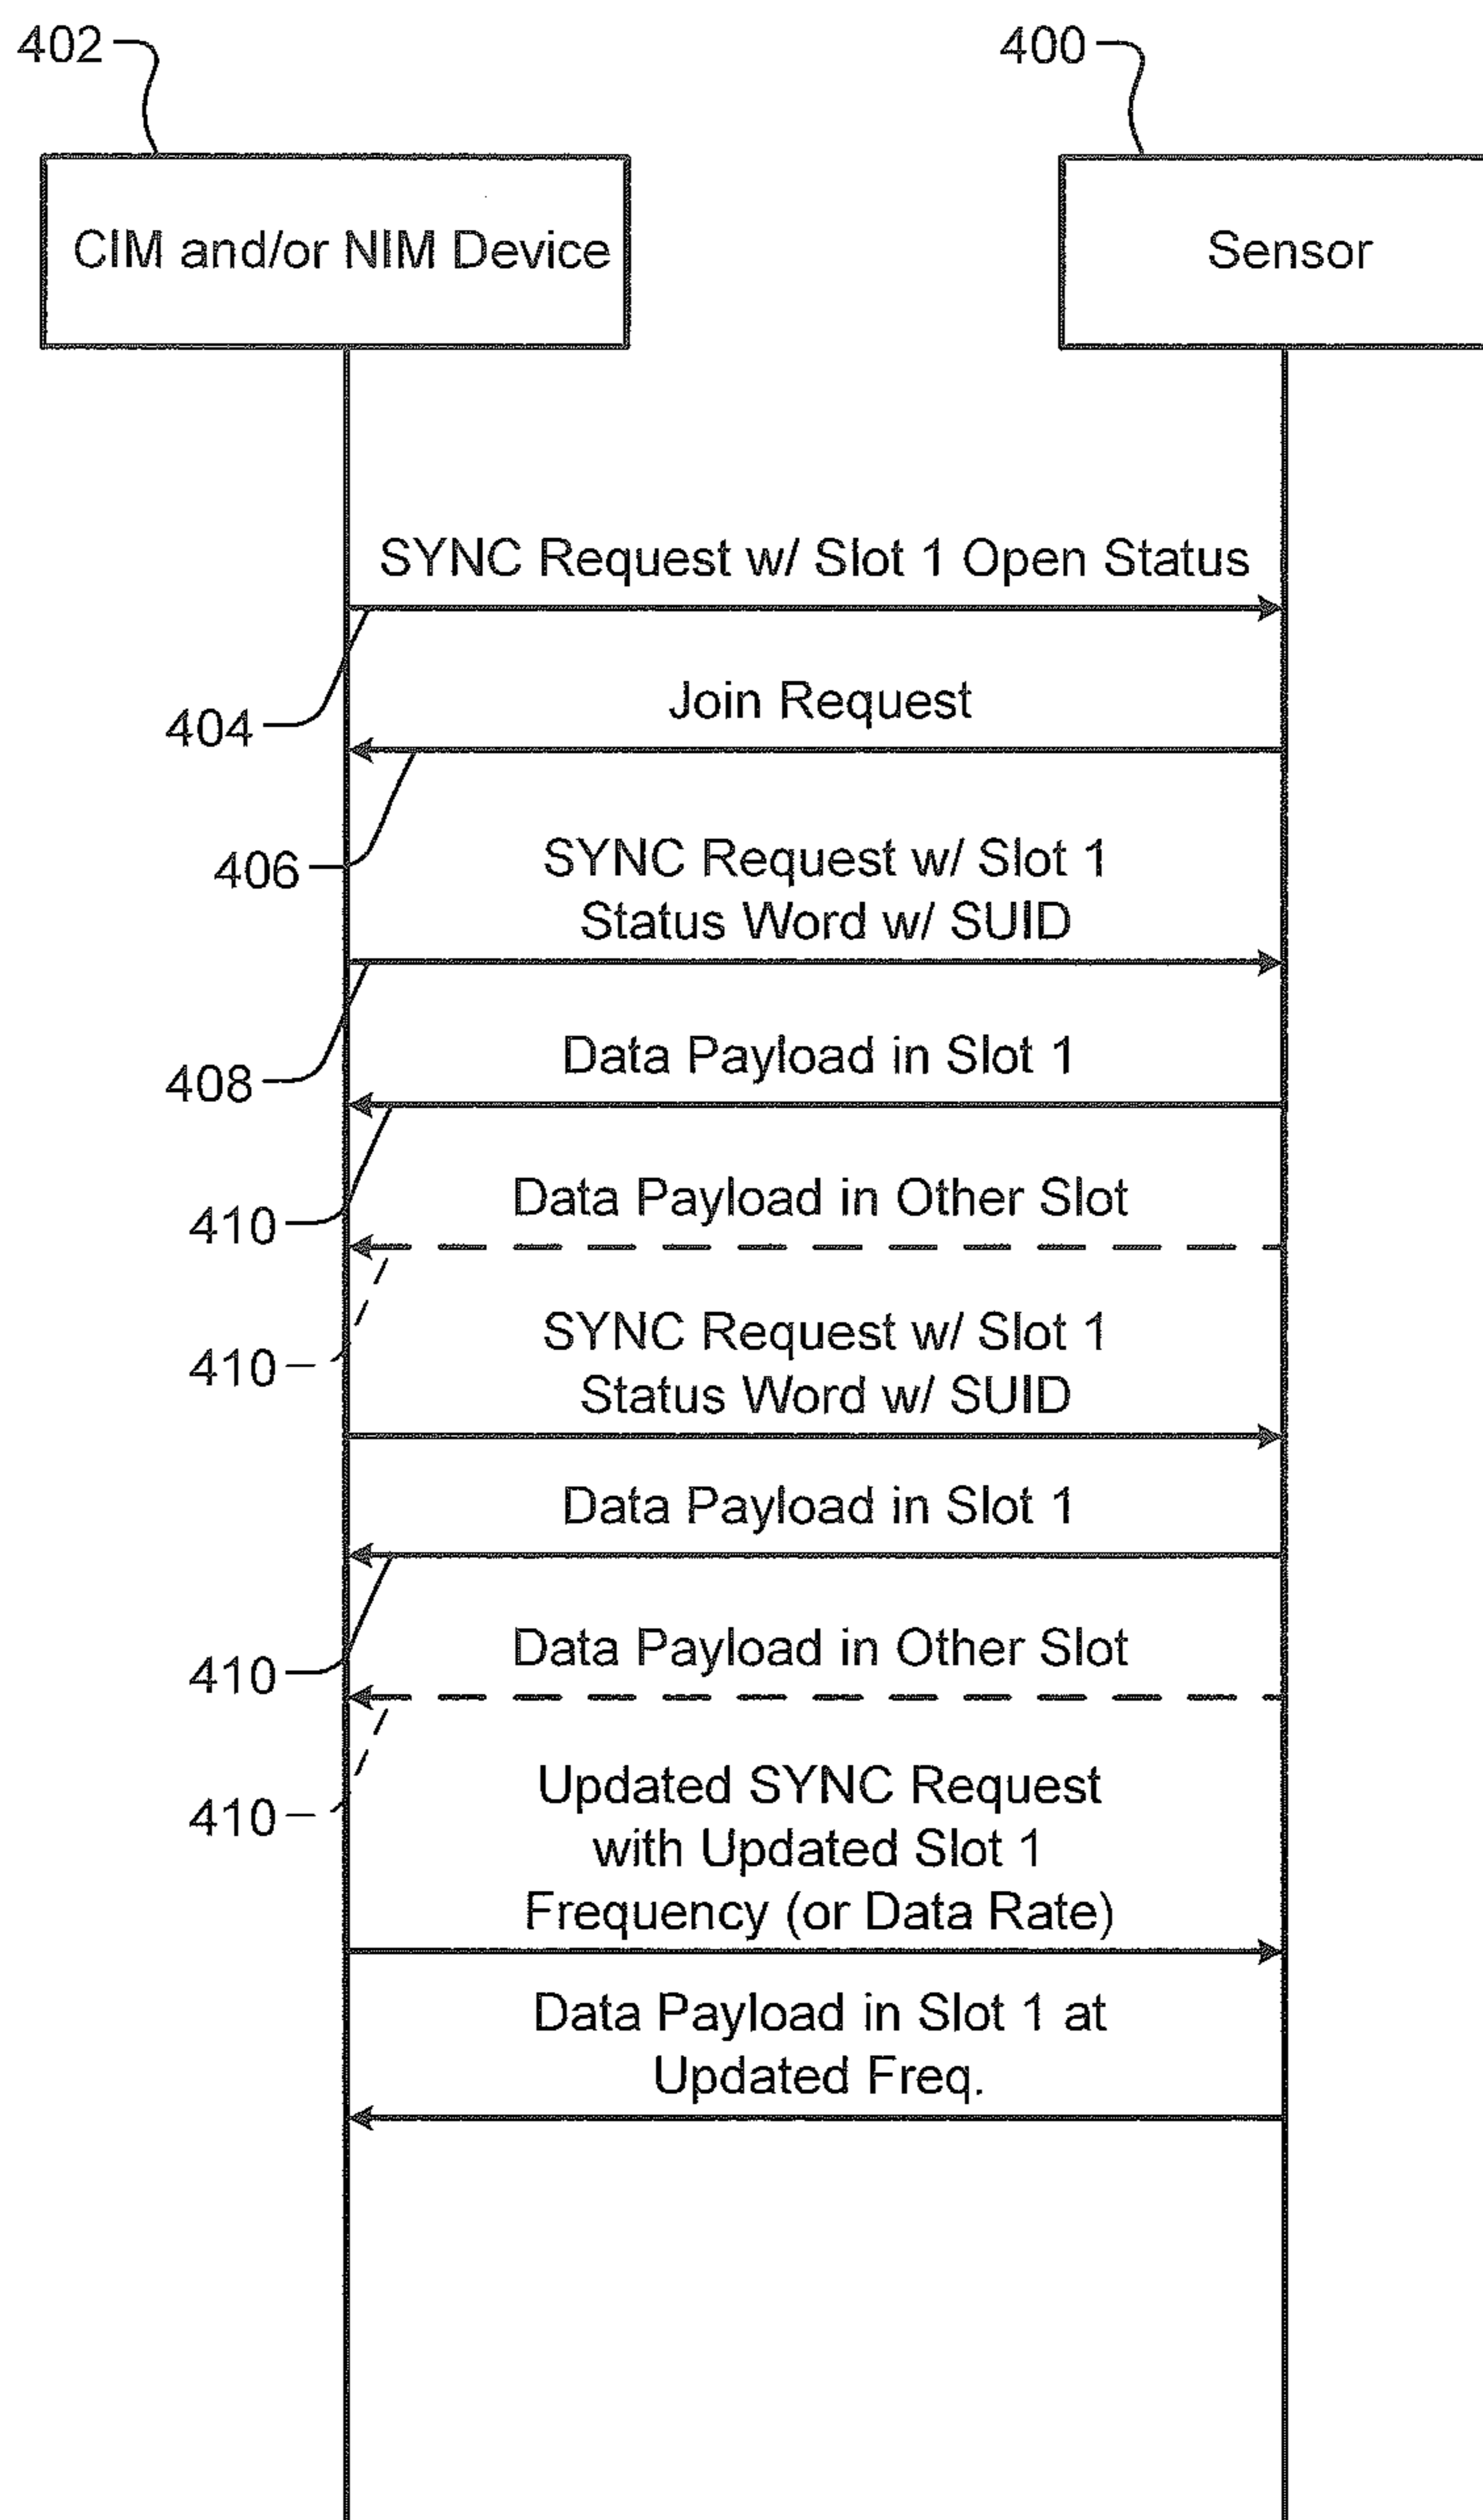 402
400
CIM and/or NIM Device
Sensor
SYNC Request w/ Slot 1 Open Status
404
Join Request
406
SYNC Request w/ Slot 1
Status Word w/ SUID
408
Data Payload in Slot 1
410
Data Payload in Other Slot
410
SYNC Request w/ Slot 1
Status Word w/ SUID
Data Payload in Slot 1
410
Data Payload in Other Slot
410
Updated SYNC Request
with Updated Slot 1
Frequency (or Data Rate)
Data Payload in Slot 1 at
Updated Freq.